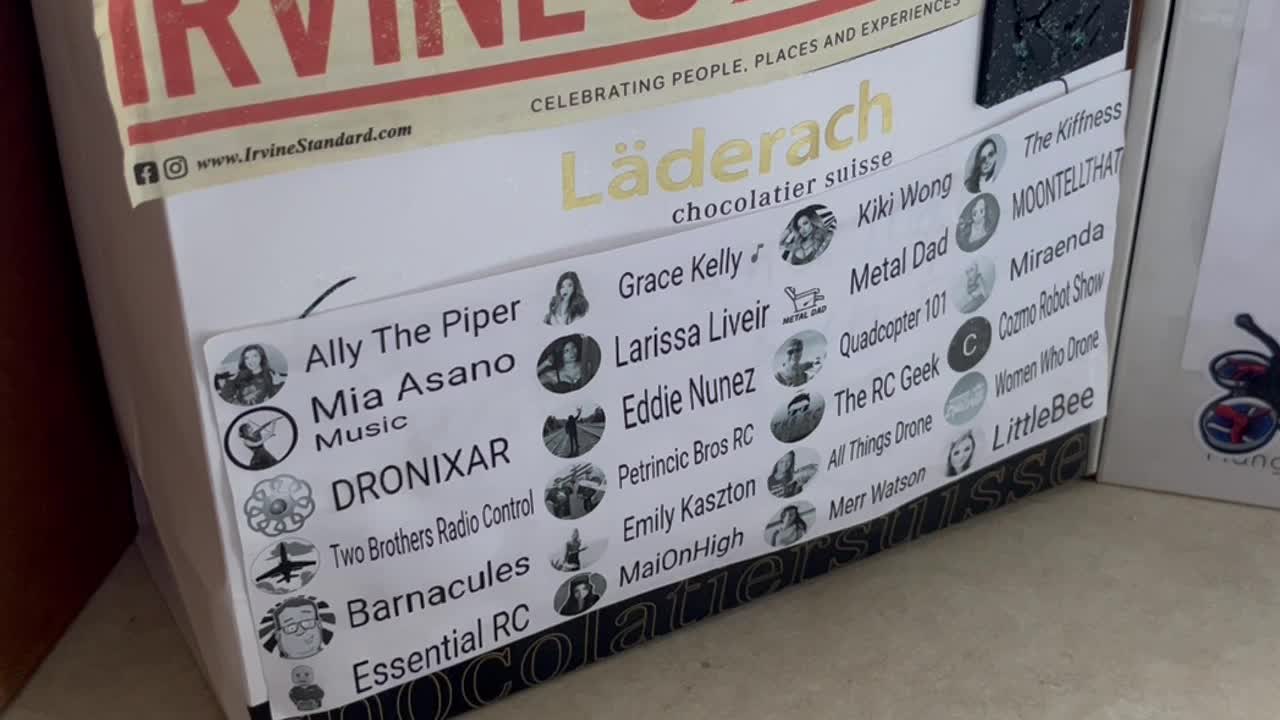 IRVINE
CELEBRATING PEOPLE, PLACES AND EXPERIENCES
www.IrvineStandard.com
Läderach
chocolatier suisse
Ally The Piper
Mia Asano
Music
DRONIXAR
Two Brothers Radio Control
Barnacules
Essential RC
Grace Kelly
Larissa Liveir
Eddie Nunez
Petrincic Bros RC
Emily Kaszton
MaiOnHigh
Kiki Wong
Metal Dad
METAL DAD
Quadcopter 101
The RC Geek
All Things Drone
Merr Watson
The Kiffness
MOONTELLTHAT
Miraenda
C
Cozmo Robot Show
Women Who Drone
LittleBee
chocolatiersuisse